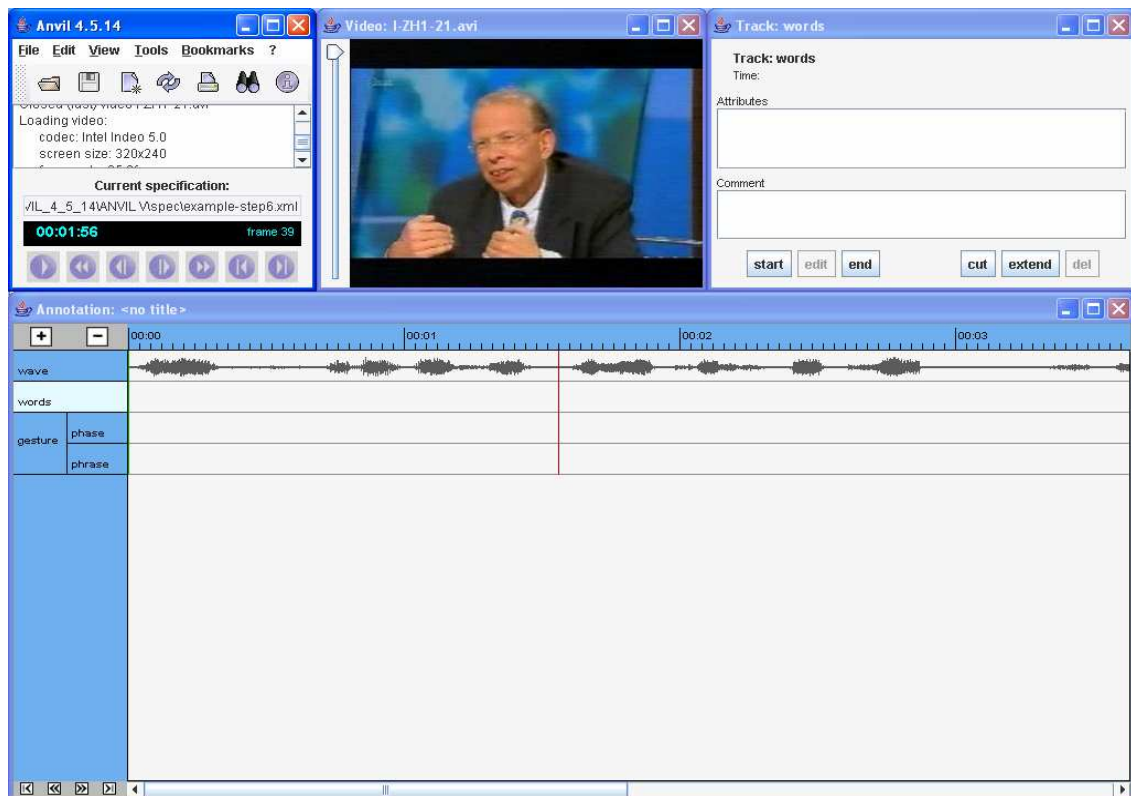 Anvil 4.5.14
File Edit View Tools Bookmarks ?
Loading video:
codec: Intel Indeo 5.0
screen size: 320x240
Current specification:
/IL_4_5_14\ANVIL V\spec\example-step6.xml
00:01:56 frame 39
Video: I-ZH1-21.avi
Track: words
Track: words
Time:
Attributes
Comment
start edit end cut extend del
Annotation: <no title>
+ - 00:00 00:01 00:02 00:03
wave
words
gesture phase
phrase